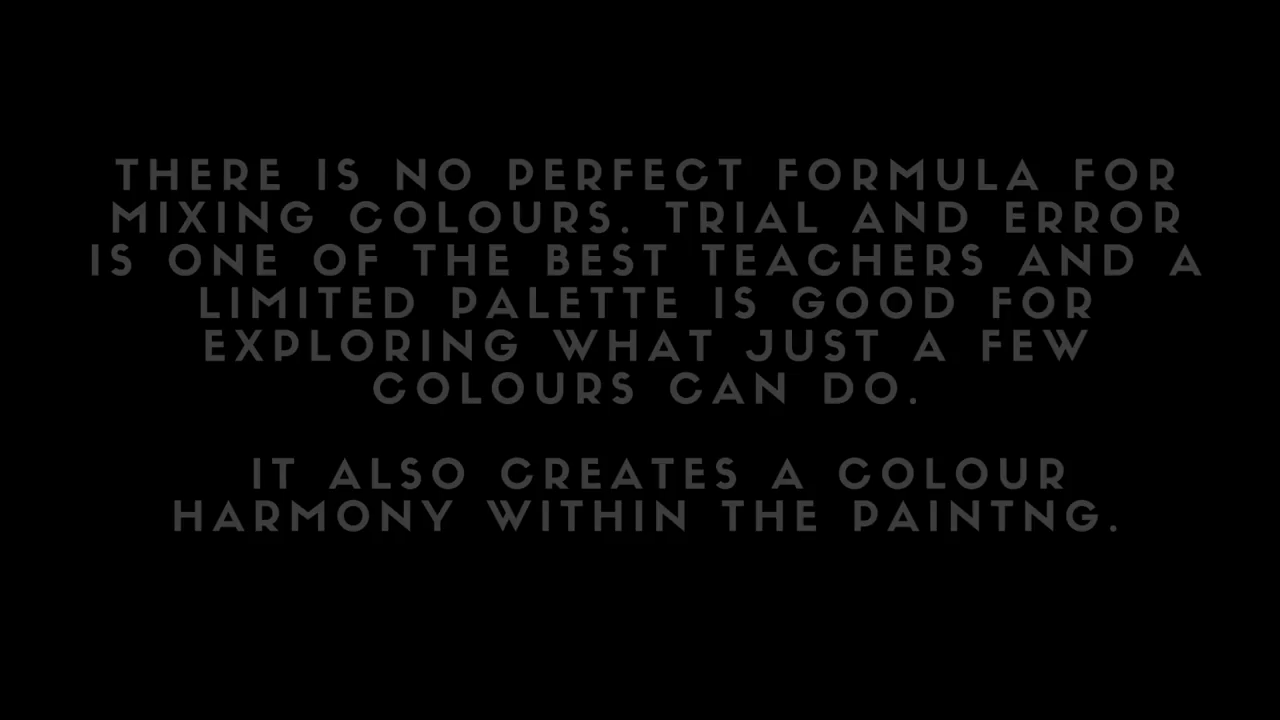 THERE IS NO PERFECT FORMULA FOR
MIXING COLOURS. TRIAL AND ERROR
IS ONE OF THE BEST TEACHERS AND A
LIMITED PALETTE IS GOOD FOR
EXPLORING WHAT JUST A FEW
COLOURS CAN DO.
IT ALSO CREATES A COLOUR
HARMONY WITHIN THE PAINTNG.